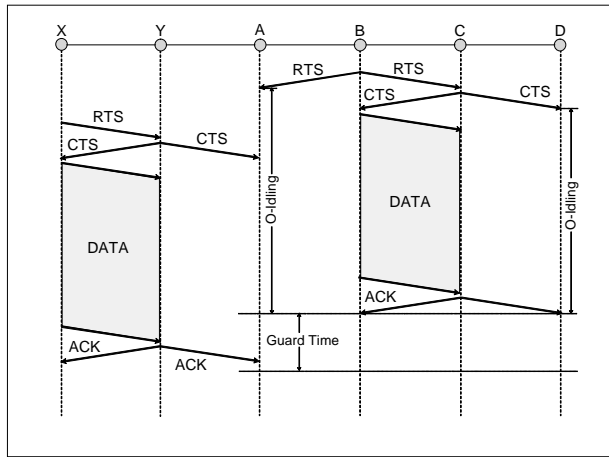 X Y A B C D
RTS RTS
CTS CTS
RTS
CTS CTS
O-Idling
O-Idling
DATA
DATA
ACK
Guard Time
ACK
ACK